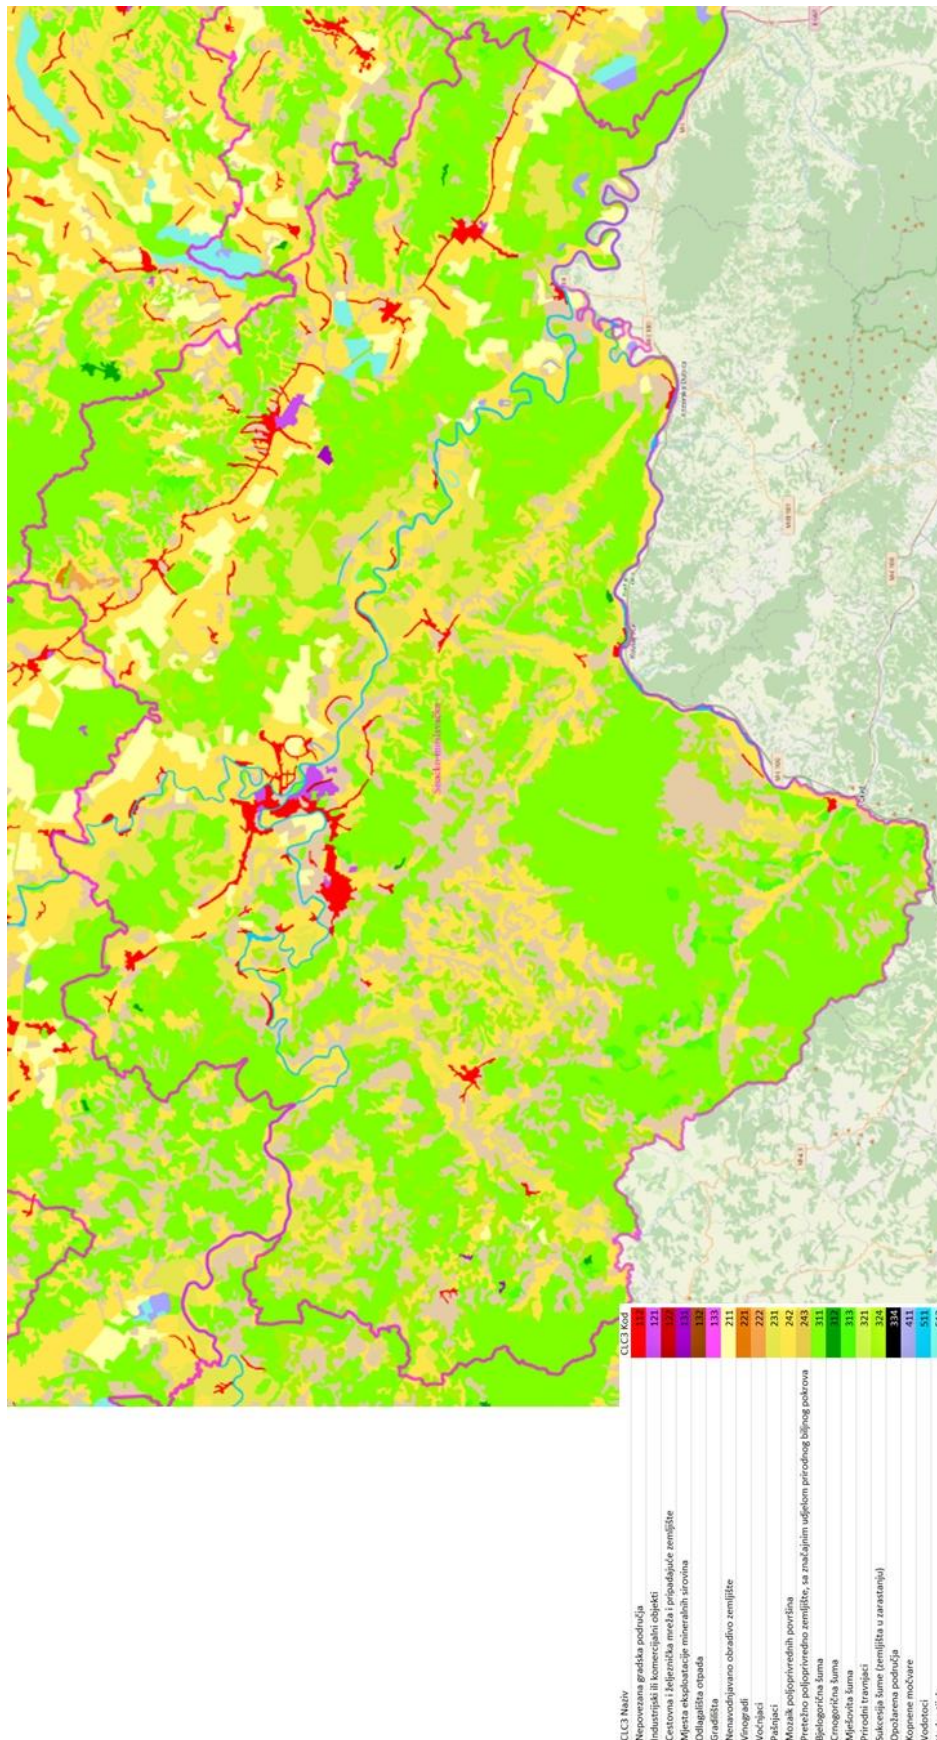 CLC3 Naziv CLC3 Kod
Nepovezana gradska područja 112
Industrijski ili komercijalni objekti 121
Cestovna i željeznička mreža i pripadajuće zemljište 122
Mjesta eksploatacije mineralnih sirovina 131
Odlagališta otpada 132
Gradilišta 133
Nenavodnjavano obradivo zemljište 211
Vinogradi 221
Voćnjaci 222
Pašnjaci 231
Mozaik poljoprivrednih površina 242
Pretežno poljoprivredno zemljište, sa značajnim udjelom prirodnog biljnog pokrova 243
Bjelogorična šuma 311
Crnogorična šuma 312
Mješovita šuma 313
Prirodni travnjaci 321
Sukcesija šume (zemljišta u zarastanju) 324
Opožarena područja 334
Kopnene močvare 411
Vodotoci 511